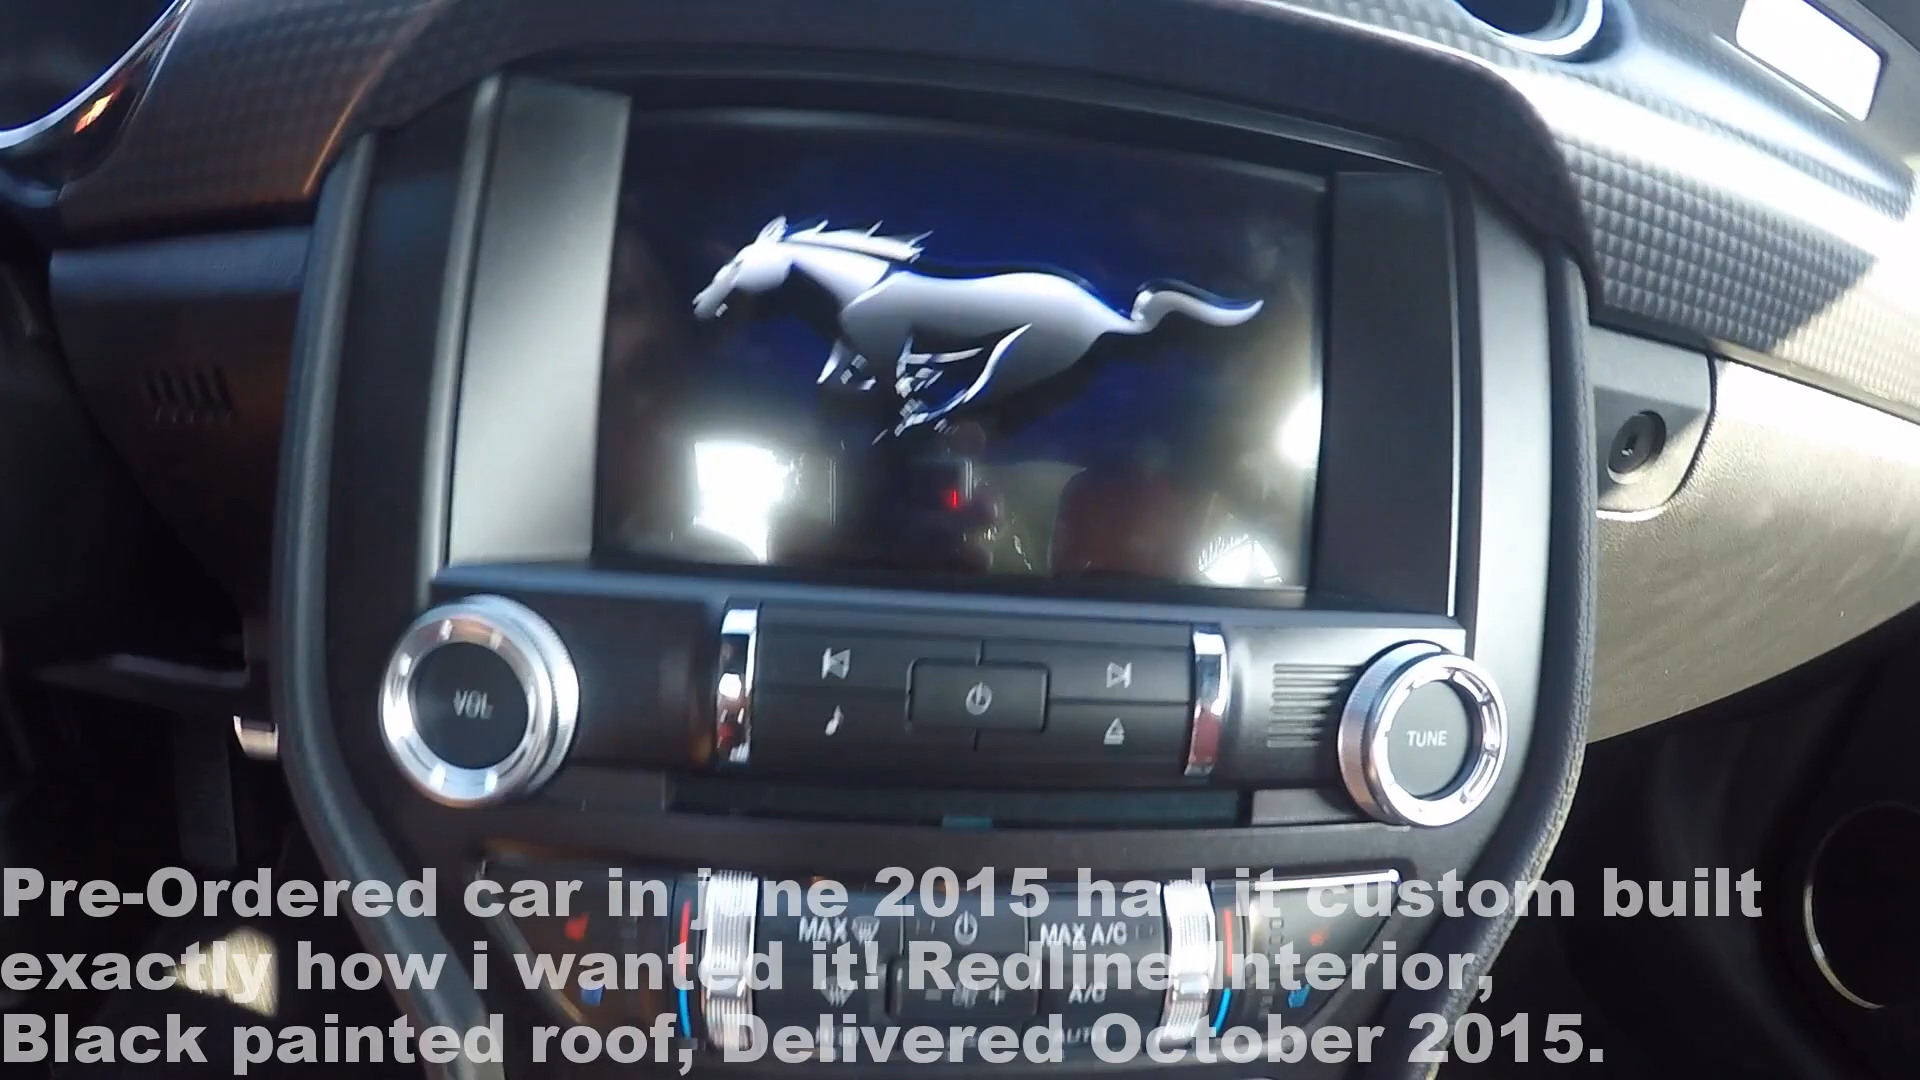 VOL
TUNE
Pre-Ordered car in june 2015 had it custom built
MAX
MAX A/C
exactly how i wanted it! Redline Interior,
A/C
Black painted roof, Delivered October 2015.
AUTO